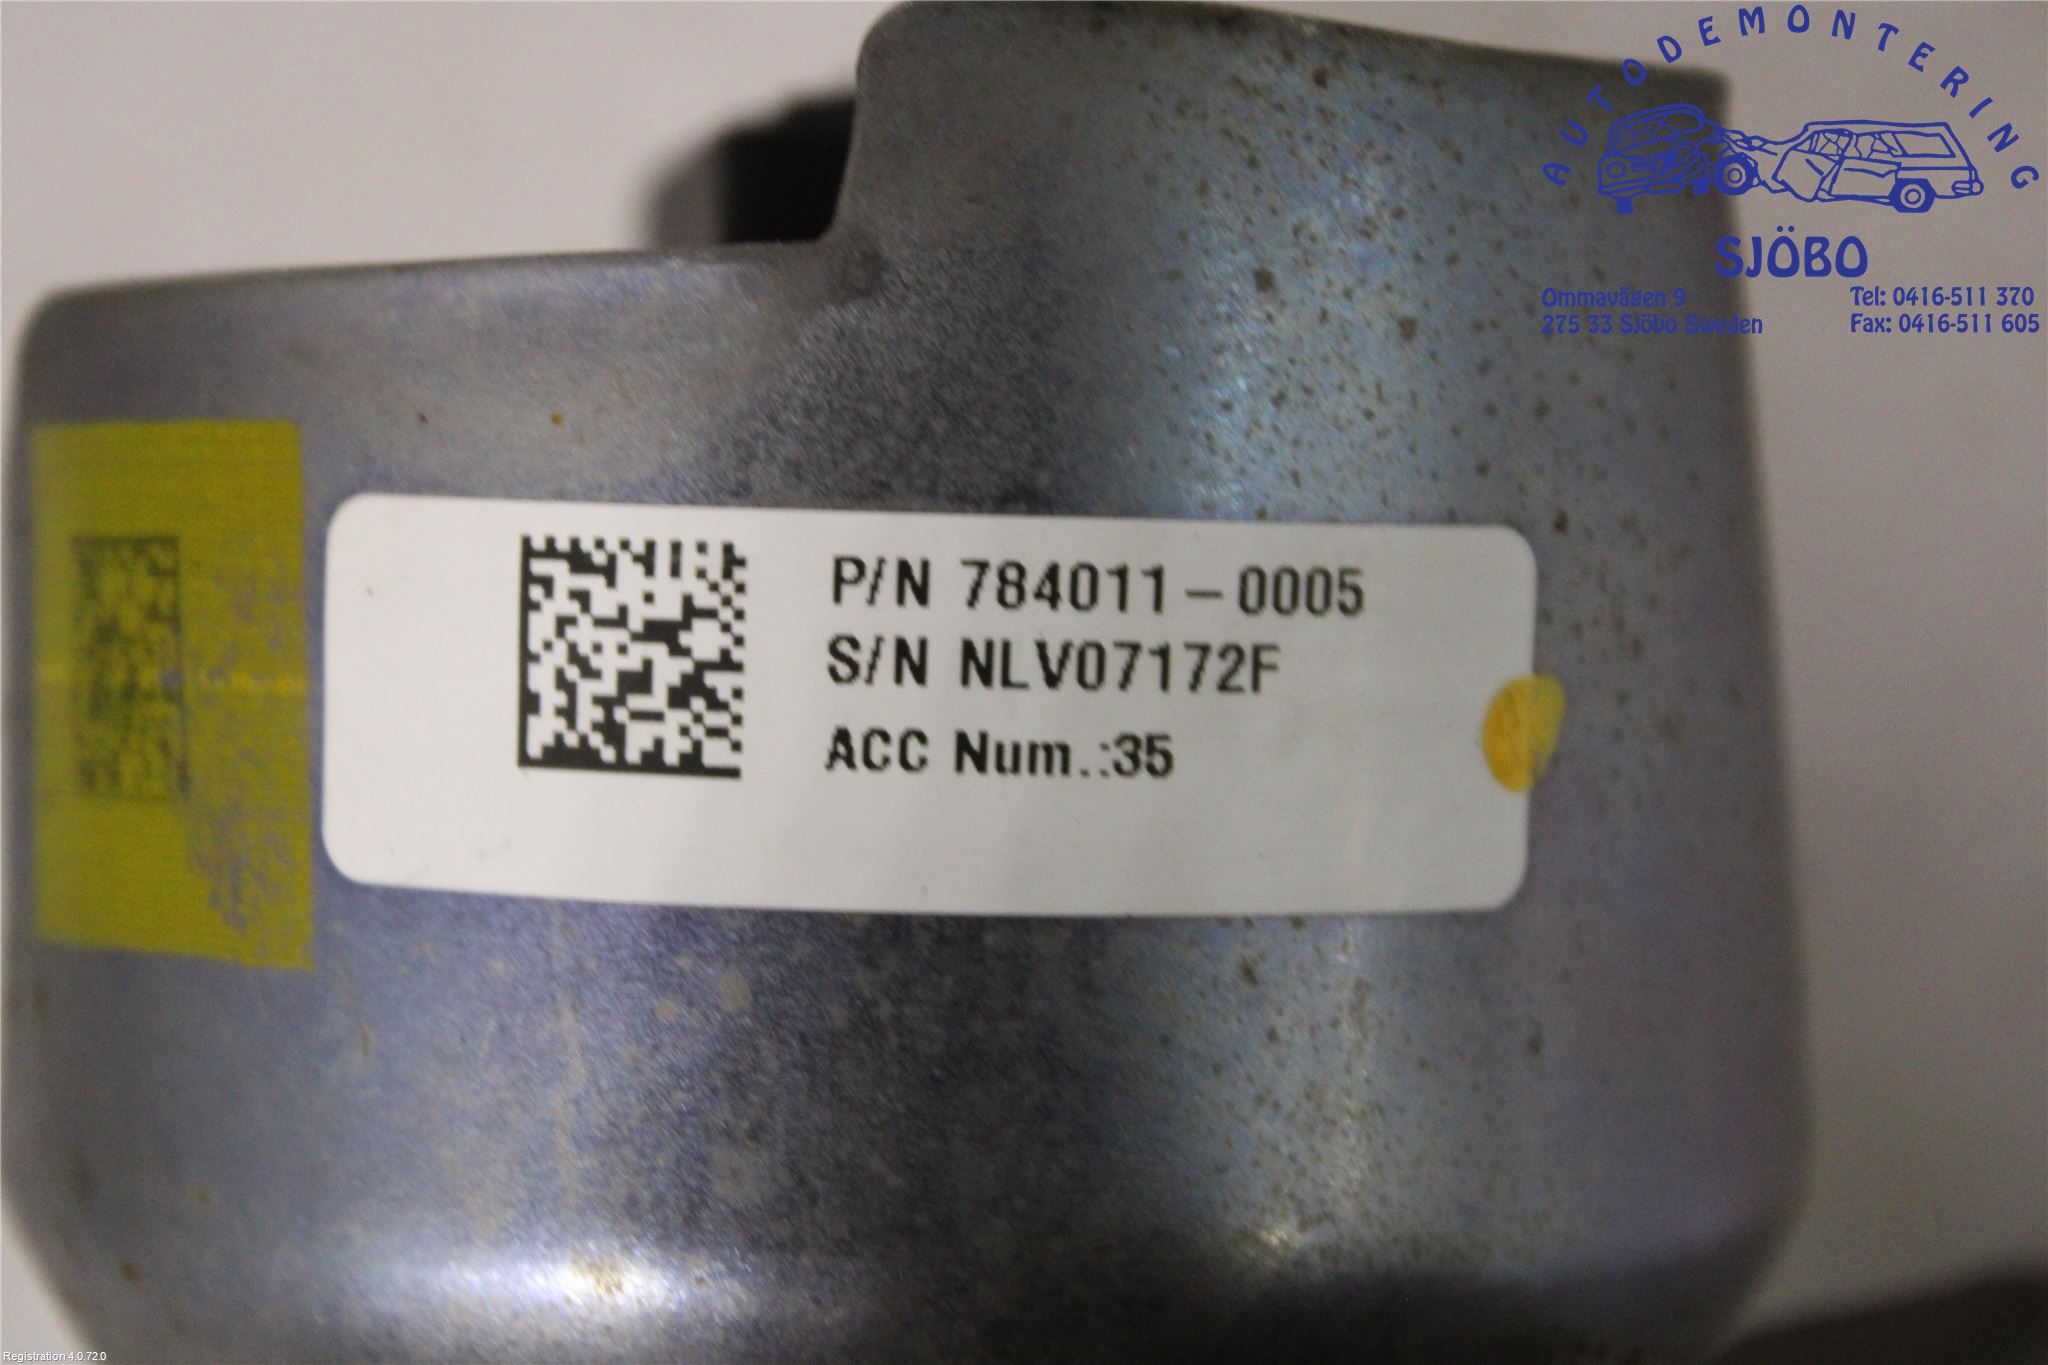 AUTODEMONTERING
SJÖBO
Ommavägen 9
275 33 Sjöbo Sweden
Tel: 0416-511 370
Fax: 0416-511 605
P/N 784011-0005
S/N NLV07172F
ACC Num.:35
Registration 4.0.72.0